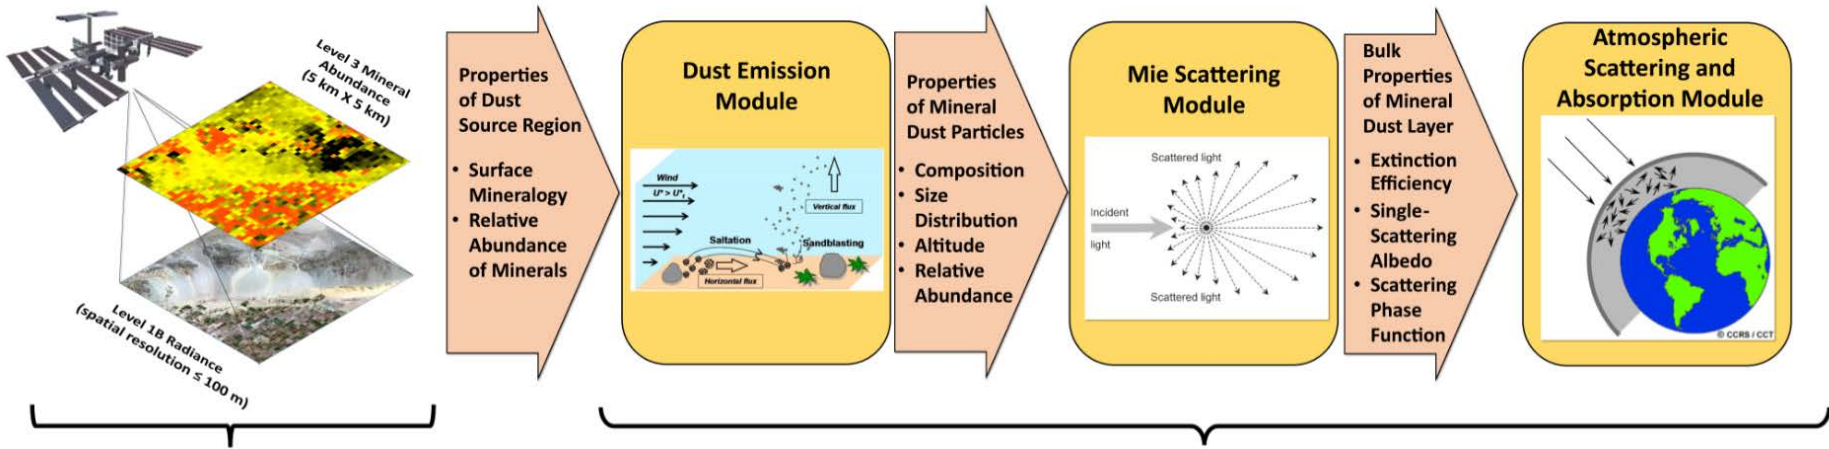 Level 3 Mineral
Abundance
(5 km X 5 km)
Level 1B Radiance
(spatial resolution ≤ 100 m)
Properties
of Dust
Source Region
• Surface
Mineralogy
• Relative
Abundance
of Minerals
Dust Emission
Module
Wind
U* > U*t
Vertical flux
Saltation
Sandblasting
Horizontal flux
Properties
of Mineral
Dust Particles
• Composition
• Size
Distribution
• Altitude
• Relative
Abundance
Mie Scattering
Module
Scattered light
Incident
light
Scattered light
Bulk
Properties
of Mineral
Dust Layer
• Extinction
Efficiency
• Single-
Scattering
Albedo
• Scattering
Phase
Function
Atmospheric
Scattering and
Absorption Module
© CCRS / CCT